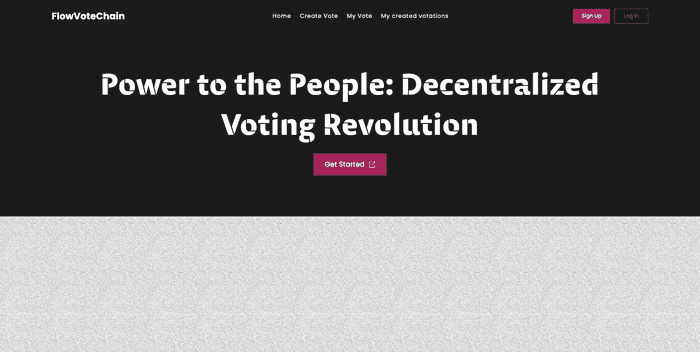 FlowVoteChain
Home Create Vote My Vote My created votations
Sign Up Log In
Power to the People: Decentralized
Voting Revolution
Get Started